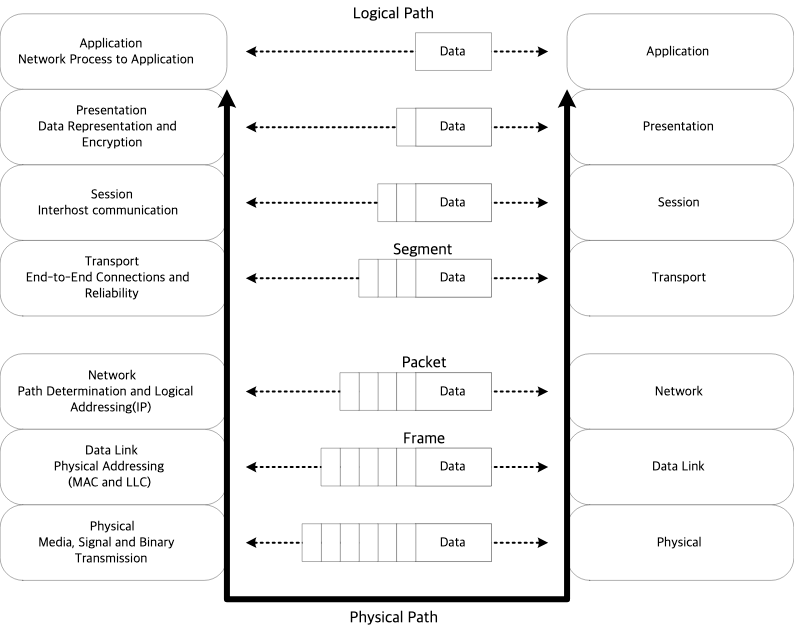 Logical Path
Application
Network Process to Application
Data
Application
Presentation
Data Representation and
Encryption
Data
Presentation
Session
Interhost communication
Data
Session
Segment
Transport
End-to-End Connections and
Reliability
Data
Transport
Packet
Network
Path Determination and Logical
Addressing(IP)
Data
Network
Frame
Data Link
Physical Addressing
(MAC and LLC)
Data
Data Link
Physical
Media, Signal and Binary
Transmission
Data
Physical
Physical Path